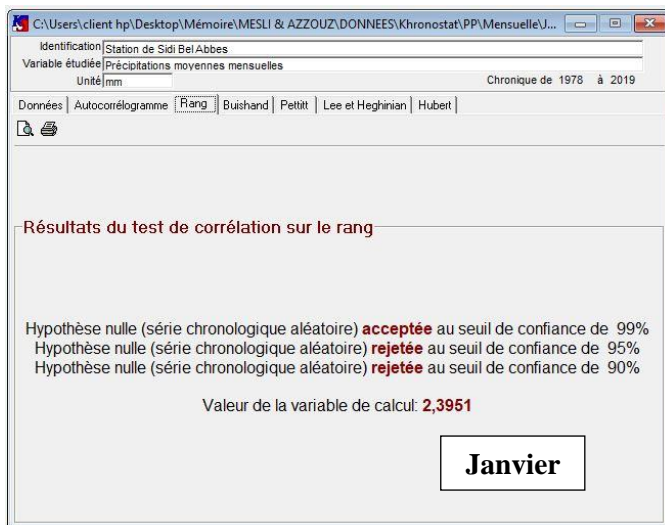 C:\Users\client hp\Desktop\Mémoire\MESLI & AZZOUZ\DONNEES\Khronostat\PP\Mensuelle\J...
Identification Station de Sidi Bel Abbes
Variable étudiée Précipitations moyennes mensuelles
Unité mm Chronique de 1978 à 2019
Données Autocorrélogramme Rang Buishand Pettitt Lee et Heghinian Hubert
Résultats du test de corrélation sur le rang
Hypothèse nulle (série chronologique aléatoire) acceptée au seuil de confiance de 99%
Hypothèse nulle (série chronologique aléatoire) rejetée au seuil de confiance de 95%
Hypothèse nulle (série chronologique aléatoire) rejetée au seuil de confiance de 90%
Valeur de la variable de calcul: 2,3951
Janvier